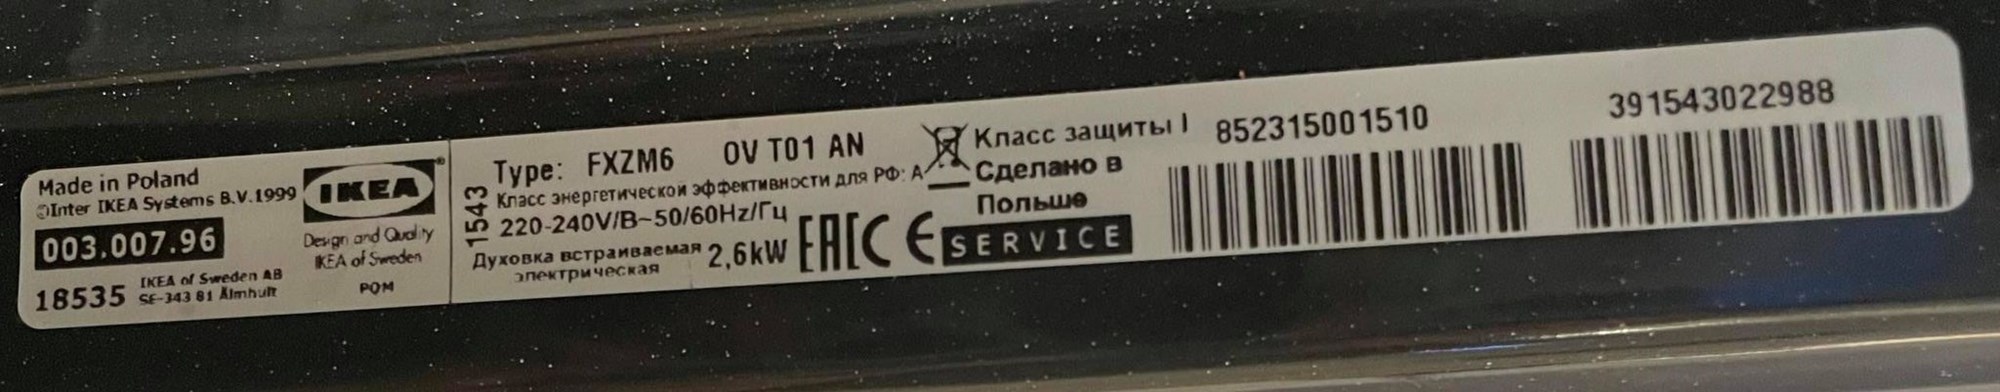 Made in Poland
©Inter IKEA Systems B.V.1999
003.007.96
18535
IKEA of Sweden AB
SE-343 81 Älmhult
IKEA®
Design and Quality
IKEA of Sweden
PQM
1543
Type: FXZM6 OV T01 AN
Класс энергетической эффективности для РФ: A
220-240V/В~50/60Hz/Гц
Духовка встраиваемая
электрическая
2,6kW
EAC CE
Класс защиты I
Сделано в
Польше
SERVICE
852315001510
391543022988